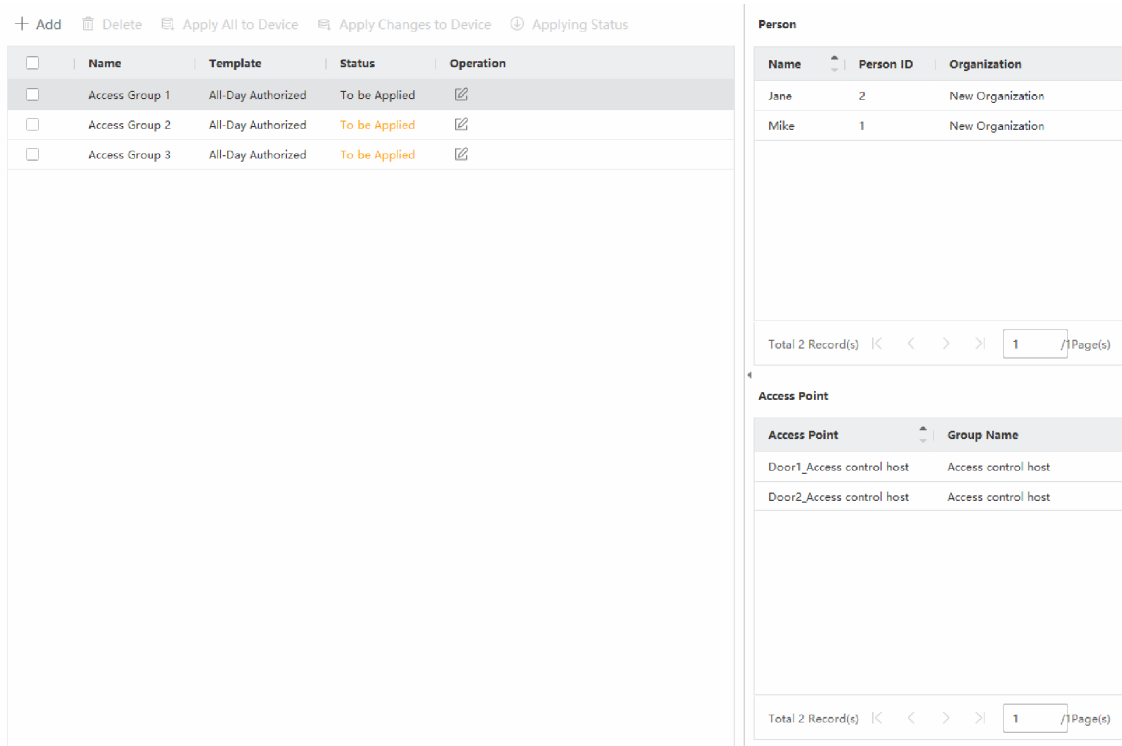 Add Delete Apply All to Device Apply Changes to Device Applying Status
Name Template Status Operation
Access Group 1 All-Day Authorized To be Applied
Access Group 2 All-Day Authorized To be Applied
Access Group 3 All-Day Authorized To be Applied
Person
Name Person ID Organization
Jane 2 New Organization
Mike 1 New Organization
Total 2 Record(s) 1 /1Page(s)
Access Point
Access Point Group Name
Door1_Access control host Access control host
Door2_Access control host Access control host
Total 2 Record(s) 1 /1Page(s)